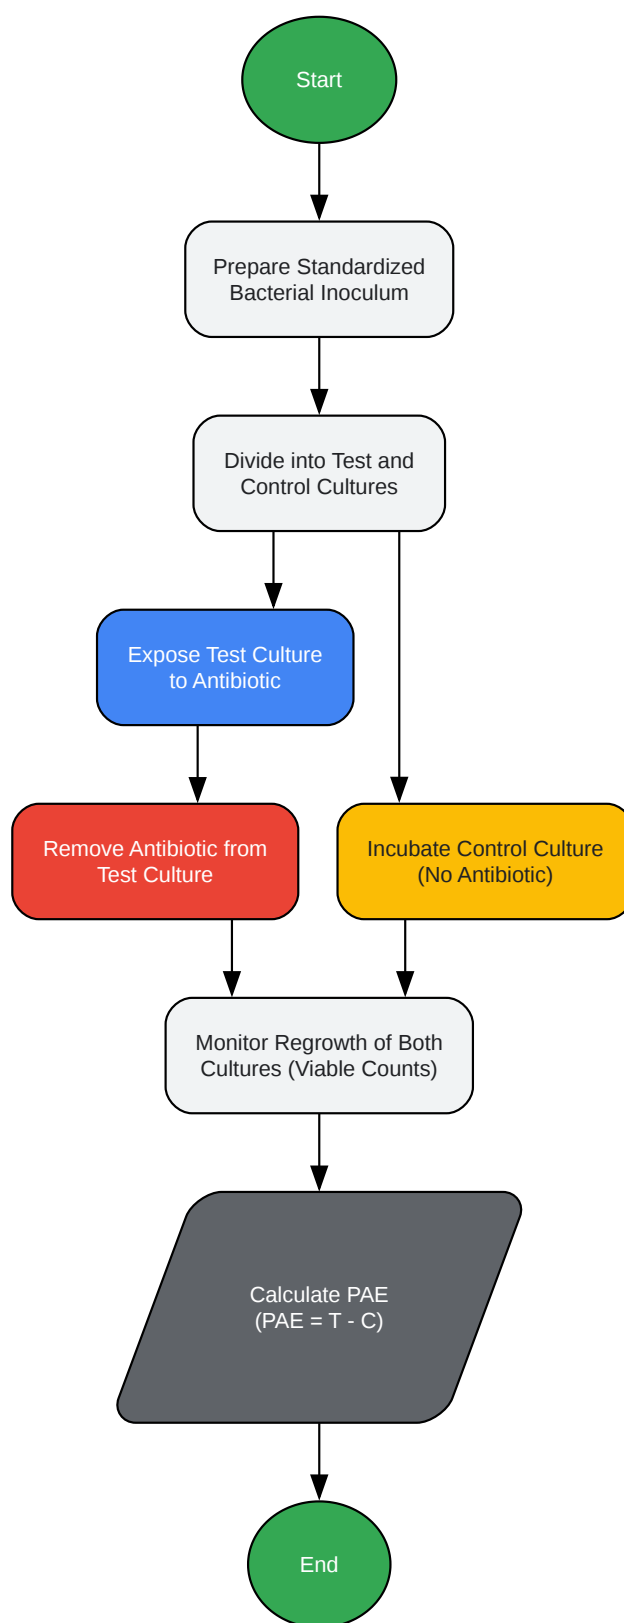 Start
Prepare Standardized
Bacterial Inoculum
Divide into Test and
Control Cultures
Expose Test Culture
to Antibiotic
Remove Antibiotic from
Test Culture
Incubate Control Culture
(No Antibiotic)
Monitor Regrowth of Both
Cultures (Viable Counts)
Calculate PAE
(PAE = T - C)
End